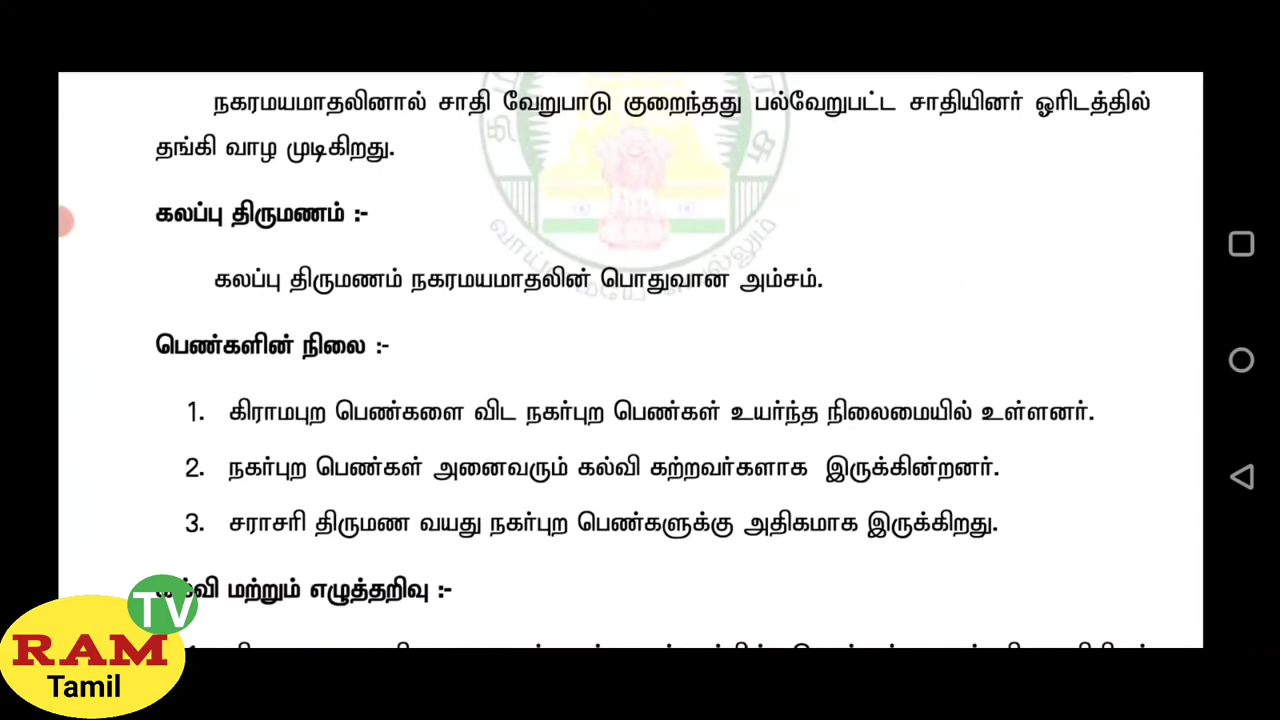 நகரமயமாதலினால் சாதி வேறுபாடு குறைந்தது பல்வேறுபட்ட சாதியினர் ஓரிடத்தில்
தங்கி வாழ முடிகிறது.
கலப்பு திருமணம் :-
கலப்பு திருமணம் நகரமயமாதலின் பொதுவான அம்சம்.
பெண்களின் நிலை :-
1. கிராமபுற பெண்களை விட நகர்புற பெண்கள் உயர்ந்த நிலைமையில் உள்ளனர்.
2. நகர்புற பெண்கள் அனைவரும் கல்வி கற்றவர்களாக இருக்கின்றனர்.
3. சராசரி திருமண வயது நகர்புற பெண்களுக்கு அதிகமாக இருக்கிறது.
மற்றும் எழுத்தறிவு :-
TV
RAM
Tamil